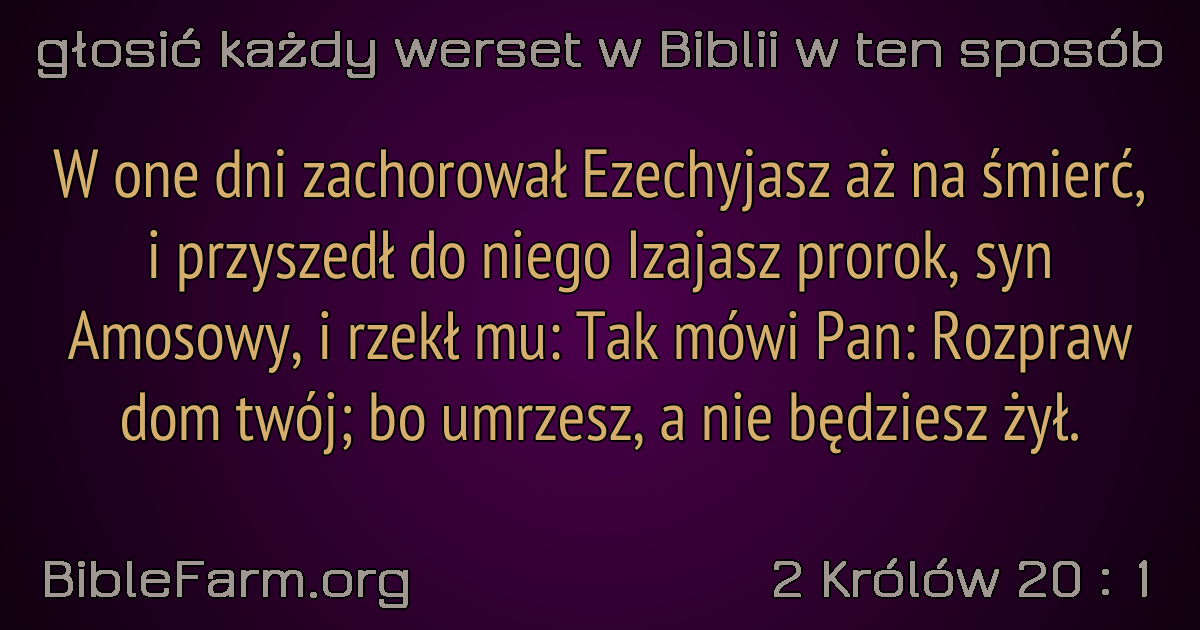 głosić każdy werset w Biblii w ten sposób
W one dni zachorował Ezechyjasz aż na śmierć,
i przyszedł do niego Izajasz prorok, syn
Amosowy, i rzekł mu: Tak mówi Pan: Rozpraw
dom twój; bo umrzesz, a nie będziesz żył.
BibleFarm.org
2 Królów 20 : 1